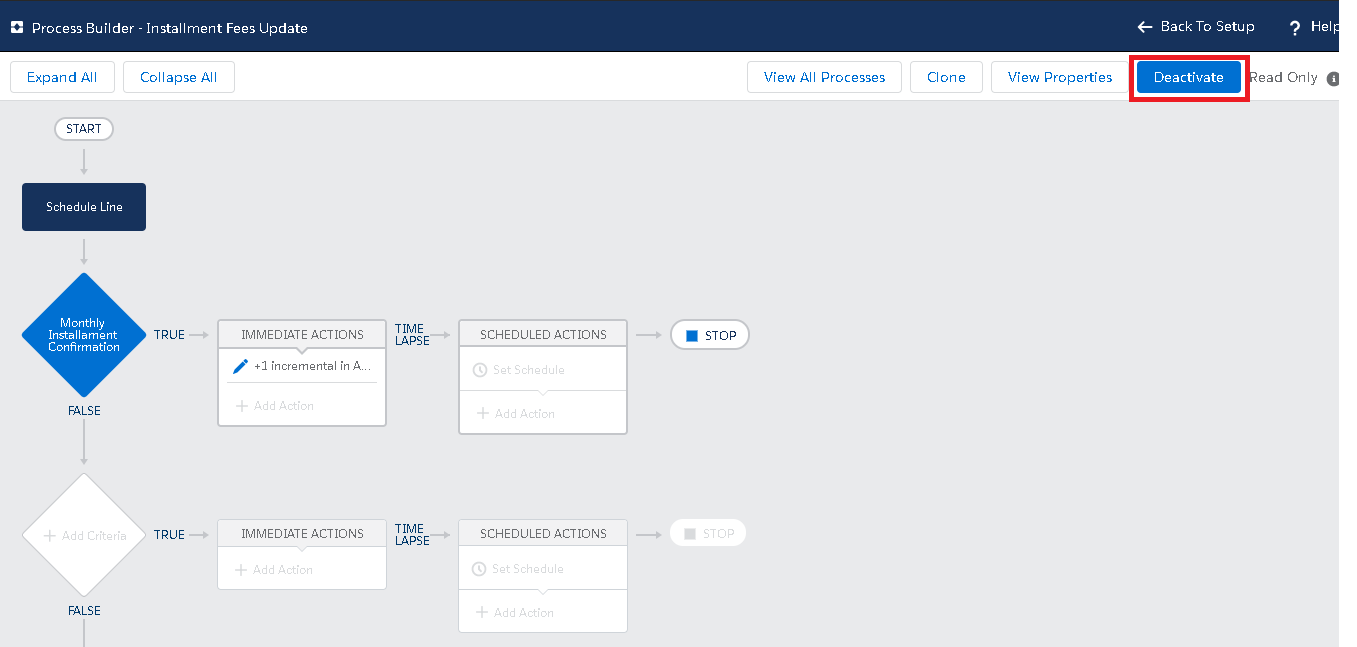 Process Builder - Installment Fees Update
Back To Setup
Help
Expand All
Collapse All
View All Processes
Clone
View Properties
Deactivate
Read Only
START
Schedule Line
Monthly
Installament
Confirmation
TRUE
IMMEDIATE ACTIONS
+1 incremental in A...
Add Action
TIME
LAPSE
SCHEDULED ACTIONS
Set Schedule
Add Action
STOP
FALSE
Add Criteria
TRUE
IMMEDIATE ACTIONS
Add Action
TIME
LAPSE
SCHEDULED ACTIONS
Set Schedule
Add Action
STOP
FALSE